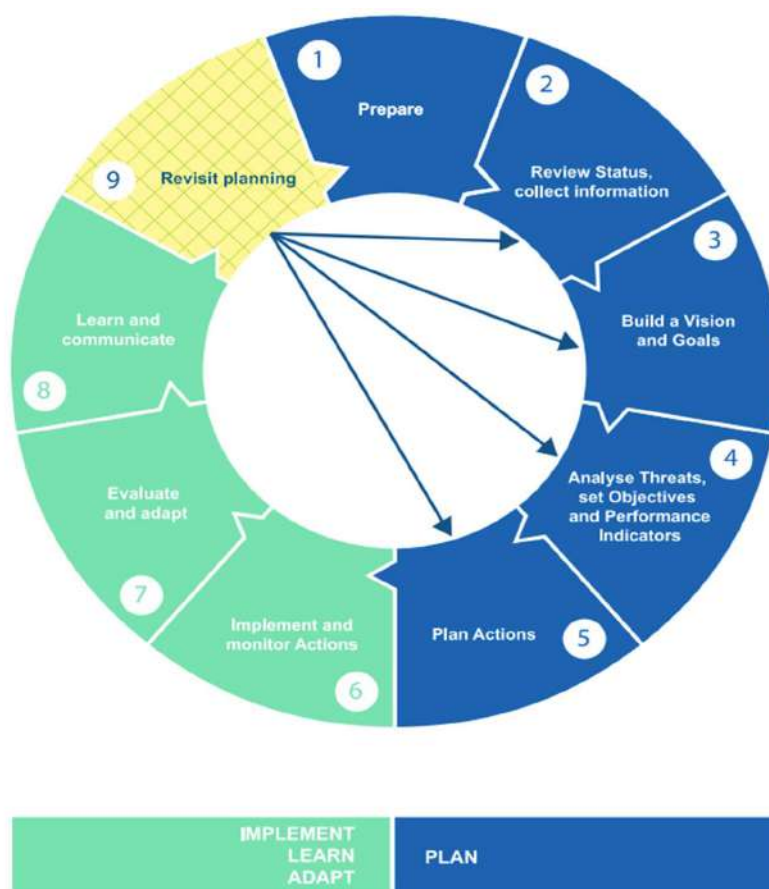 1
Prepare
2
Review Status,
collect information
3
Build a Vision
and Goals
4
Analyse Threats,
set Objectives
and Performance
Indicators
5
Plan Actions
6
Implement and
monitor Actions
7
Evaluate
and adapt
8
Learn and
communicate
9
Revisit planning
IMPLEMENT
LEARN
ADAPT
PLAN